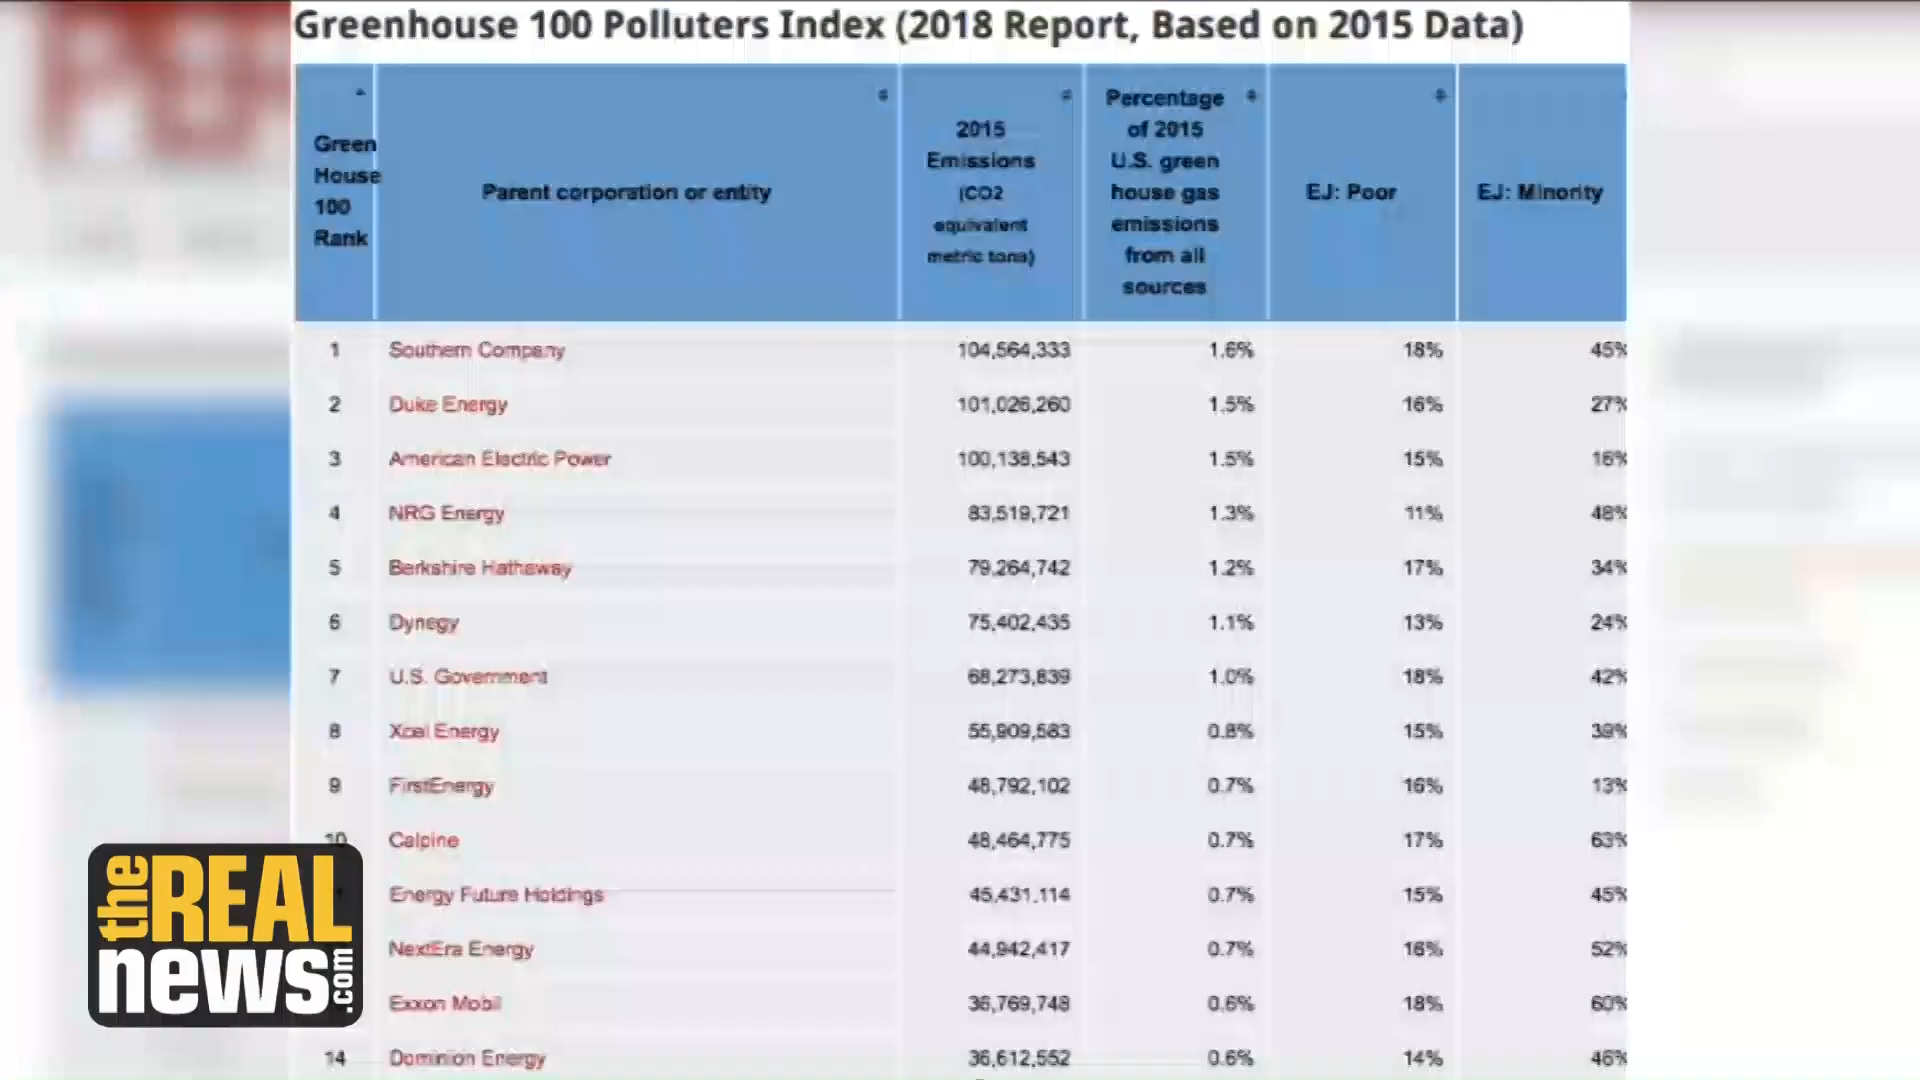 Greenhouse 100 Polluters Index (2018 Report, Based on 2015 Data)
Green House 100 Rank
Parent corporation or entity
2015 Emissions (CO2 equivalent metric tons)
Percentage of 2015 U.S. green house gas emissions from all sources
EJ: Poor
EJ: Minority
1 Southern Company 104,564,333 1.6% 18% 45%
2 Duke Energy 101,026,260 1.5% 16% 27%
3 American Electric Power 100,138,543 1.5% 15% 16%
4 NRG Energy 83,519,721 1.3% 11% 48%
5 Berkshire Hathaway 79,264,742 1.2% 17% 34%
6 Dynegy 75,402,435 1.1% 13% 24%
7 U.S. Government 68,273,839 1.0% 18% 42%
8 Xcel Energy 55,909,583 0.8% 15% 39%
9 FirstEnergy 48,792,102 0.7% 16% 13%
10 Calpine 48,464,775 0.7% 17% 63%
Energy Future Holdings 45,431,114 0.7% 15% 45%
NextEra Energy 44,942,417 0.7% 16% 52%
Exxon Mobil 36,769,748 0.6% 18% 60%
14 Dominion Energy 36,612,552 0.6% 14% 46%
the REAL news.com